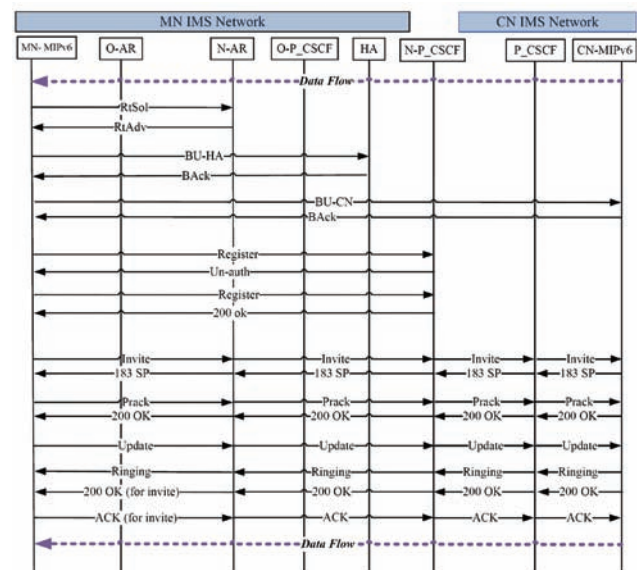 MN IMS Network
CN IMS Network
MN- MIPv6 O-AR N-AR O-P_CSCF HA N-P_CSCF P_CSCF CN-MIPv6
Data Flow
RtSol
RtAdv
BU-HA
BAck
BU-CN
BAck
Register
Un-auth
Register
200 ok
Invite Invite Invite Invite
183 SP 183 SP 183 SP 183 SP
Prack Prack Prack Prack
200 OK 200 OK 200 OK 200 OK
Update Update Update Update
Ringing Ringing Ringing Ringing
200 OK (for invite) 200 OK 200 OK 200 OK
ACK (for invite) ACK ACK ACK
Data Flow